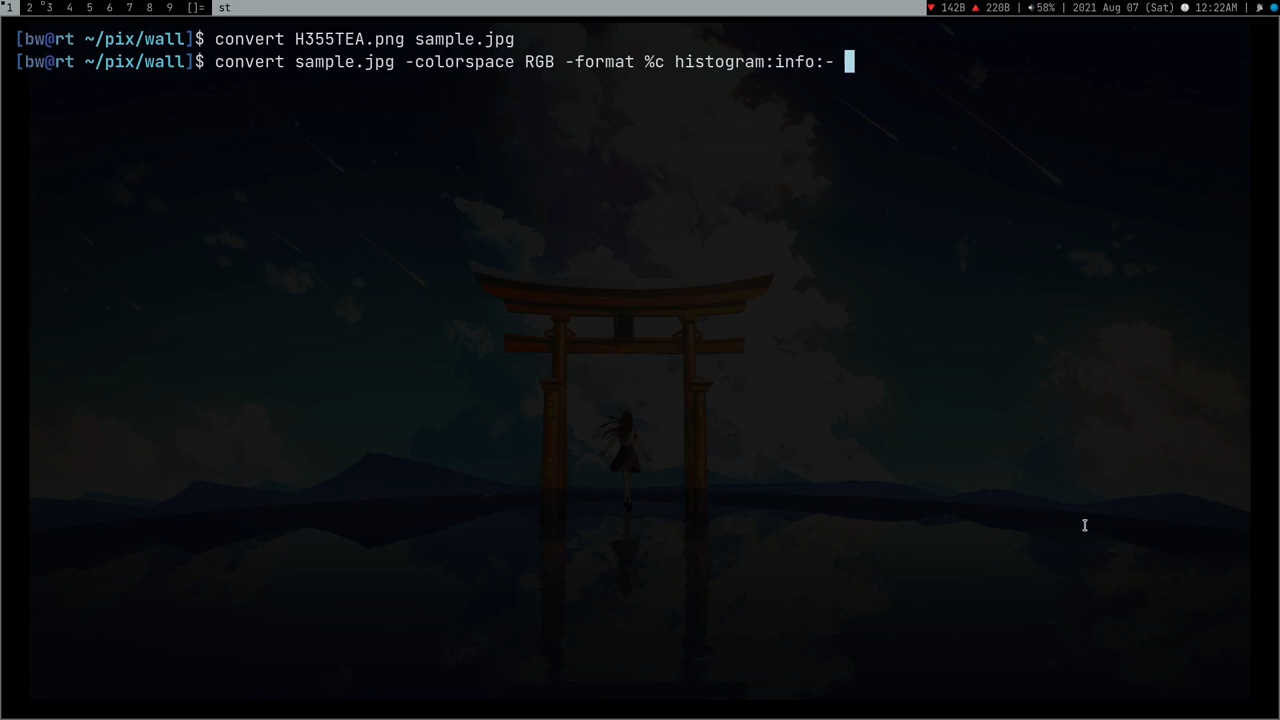 1 2 3 4 5 6 7 8 9 []= st 142B 220B | 58% | 2021 Aug 07 (Sat) 12:22AM |
[bw@rt ~/pix/wall]$ convert H355TEA.png sample.jpg
[bw@rt ~/pix/wall]$ convert sample.jpg -colorspace RGB -format %c histogram:info:-